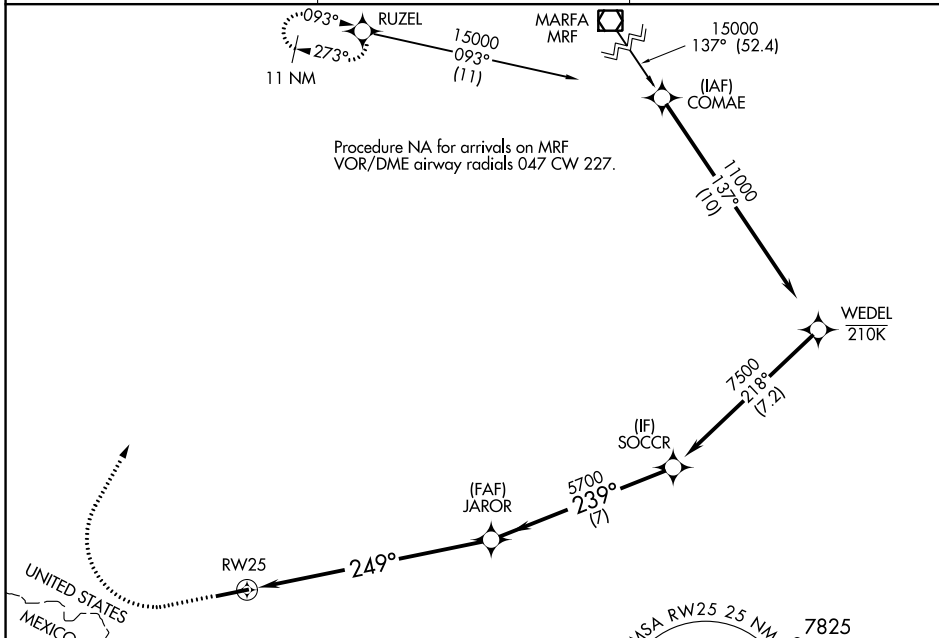 093°
RUZEL
273°
11 NM
15000
093°
(11)
MARFA
MRF
15000
137° (52.4)
(IAF)
COMAE
Procedure NA for arrivals on MRF
VOR/DME airway radials 047 CW 227.
11000
137°
(10)
WEDEL
210K
7500
218°
(7.2)
(IF)
SOCCR
5700
239°
(7)
(FAF)
JAROR
249°
RW25
UNITED STATES
MEXICO
MSA RW25 25 NM
7825